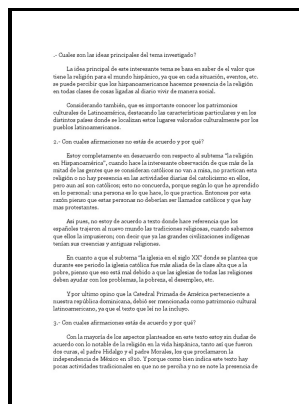 .- Cuales son las ideas principales del tema investigado?
La idea principal de este interesante tema se basa en saber de el valor que
tiene la religión para el mundo hispánico, ya que en cada situación, eventos, etc.
se puede percibir que los hispanoamericanos hacemos presencia de la religión
en todas clases de cosas ligadas al diario vivir de manera social.
Considerando también, que es importante conocer los patrimonios
culturales de Latinoamérica, destacando las características particulares y en los
distintos países donde se localizan estos lugares valorados culturalmente por los
pueblos latinoamericanos.
2.- Con cuales afirmaciones no estás de acuerdo y por qué?
Estoy completamente en desacuerdo con respecto al subtema "la religión
en Hispanoamérica", cuando hace la interesante observación de que más de la
mitad de las gentes que se consideran católicos no van a misa, no practican esta
religión o no hay presencia en las actividades diarias del catolicismo en ellos,
pero aun así son católicos; esto no concuerda, porque según lo que he aprendido
en lo personal: una persona es lo que hace, lo que practica. Entonces por esta
razón pienso que estas personas no deberían ser llamados católicos y que hay
mas protestantes.
Asi pues, no estoy de acuerdo a texto donde hace referencia que los
españoles trajeron al nuevo mundo las tradiciones religiosas, cuando sabemos
que ellos la impusieron; con decir que ya las grandes civilizaciones indígenas
tenían sus creencias y antiguas religiones.
En cuanto a que el subtema "la iglesia en el siglo XX" donde se plantea que
durante ese periodo la iglesia católica fue más aliada de la clase alta que a la
pobre, pienso que eso está mal debido a que las iglesias de todas las religiones
deben ayudar con los problemas, la pobreza, el desempleo, etc.
Y por ultimo opino que la Catedral Primada de América perteneciente a
nuestra república dominicana, debió ser mencionada como patrimonio cultural
latinoamericano, ya que el texto que leí no la incluyo.
3.- Con cuales afirmaciones estás de acuerdo y por qué?
Con la mayoría de los aspectos planteados en este texto estoy sin dudas de
acuerdo con lo notable de la religión en la vida hispánica, tanto así que fueron
dos curas, el padre Hidalgo y el padre Morales, los que proclamaron la
independencia de México en 1810. Y porque como bien indica este texto hay
pocas actividades tradicionales en que no se perciba y no se note la presencia de